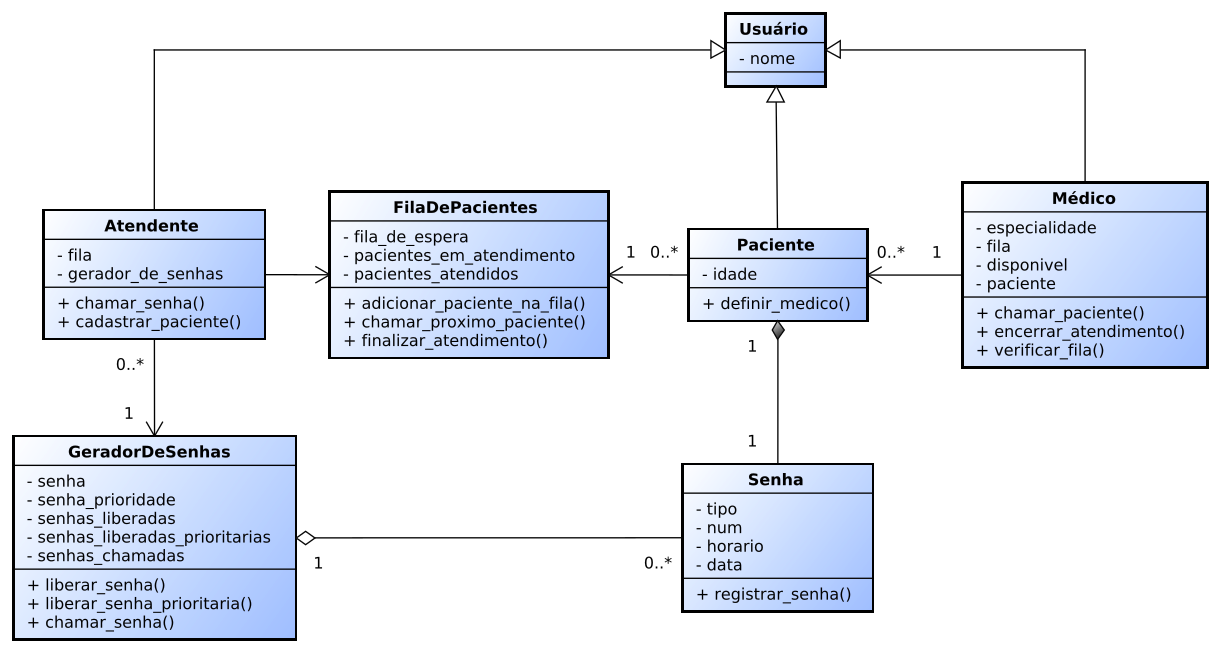 Usuário
- nome
Atendente
- fila
- gerador_de_senhas
+ chamar_senha()
+ cadastrar_paciente()
FilaDePacientes
- fila_de_espera
- pacientes_em_atendimento
- pacientes_atendidos
+ adicionar_paciente_na_fila()
+ chamar_proximo_paciente()
+ finalizar_atendimento()
1 0..*
Paciente
- idade
+ definir_medico()
0..* 1
Médico
- especialidade
- fila
- disponivel
- paciente
+ chamar_paciente()
+ encerrar_atendimento()
+ verificar_fila()
0..*
1
1
1
GeradorDeSenhas
- senha
- senha_prioridade
- senhas_liberadas
- senhas_liberadas_prioritarias
- senhas_chamadas
+ liberar_senha()
+ liberar_senha_prioritaria()
+ chamar_senha()
1 0..*
Senha
- tipo
- num
- horario
- data
+ registrar_senha()